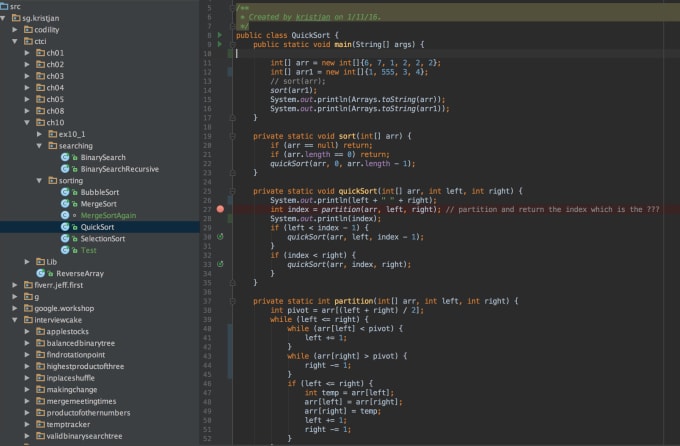 src
sg.kristjan
codility
ctci
ch01
ch02
ch03
ch04
ch05
ch08
ch10
ex10_1
searching
BinarySearch
BinarySearchRecursive
sorting
BubbleSort
MergeSort
MergeSortAgain
QuickSort
SelectionSort
Test
Lib
ReverseArray
fiverr.jeff.first
g
google.workshop
interviewcake
applestocks
balancedbinarytree
findrotationpoint
highestproductofthree
inplaceshuffle
makingchange
mergemeetingtimes
productofothernumbers
temptracker
validbinarysearchtree
5 /**
6 * Created by kristjan on 1/11/16.
7 */
8 public class QuickSort {
9 public static void main(String[] args) {
10
11 int[] arr = new int[]{6, 7, 1, 2, 2, 2};
12 int[] arr1 = new int[]{1, 555, 3, 4};
13 // sort(arr);
14 sort(arr1);
15 System.out.println(Arrays.toString(arr));
16 System.out.println(Arrays.toString(arr1));
17 }
18
19 private static void sort(int[] arr) {
20 if (arr == null) return;
21 if (arr.length == 0) return;
22 quickSort(arr, 0, arr.length - 1);
23 }
24
25 private static void quickSort(int[] arr, int left, int right) {
26 System.out.println(left + " " + right);
27 int index = partition(arr, left, right); // partition and return the index which is the ???
28 System.out.println(index);
29 if (left < index - 1) {
30 quickSort(arr, left, index - 1);
31 }
32 if (index < right) {
33 quickSort(arr, index, right);
34 }
35 }
36
37 private static int partition(int[] arr, int left, int right) {
38 int pivot = arr[(left + right) / 2];
39 while (left <= right) {
40 while (arr[left] < pivot) {
41 left += 1;
42 }
43 while (arr[right] > pivot) {
44 right -= 1;
45 }
46 if (left <= right) {
47 int temp = arr[left];
48 arr[left] = arr[right];
49 arr[right] = temp;
50 left += 1;
51 right -= 1;
52 }